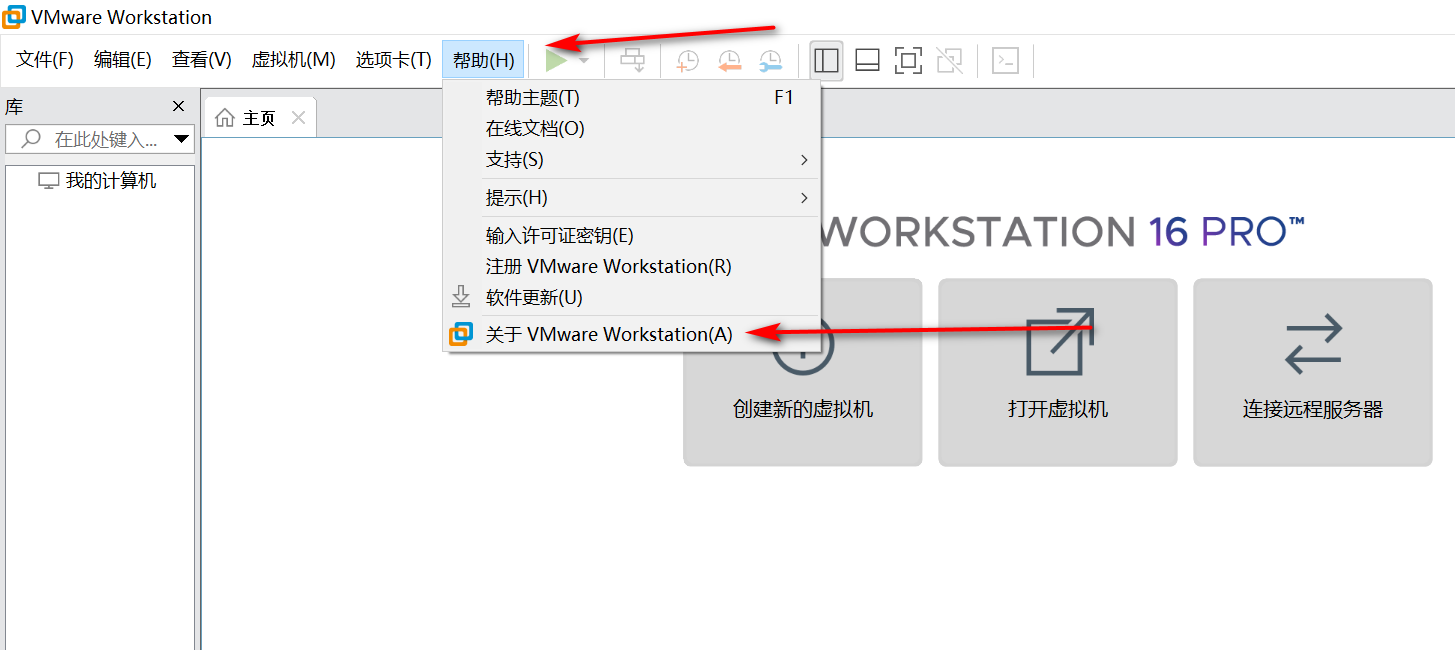 VMware Workstation
文件(F) 编辑(E) 查看(V) 虚拟机(M) 选项卡(T) 帮助(H)
库
主页
在此处键入...
我的计算机
帮助主题(T) F1
在线文档(O)
支持(S)
提示(H)
输入许可证密钥(E)
注册 VMware Workstation(R)
软件更新(U)
关于 VMware Workstation(A)
WORKSTATION 16 PRO™
创建新的虚拟机 打开虚拟机 连接远程服务器